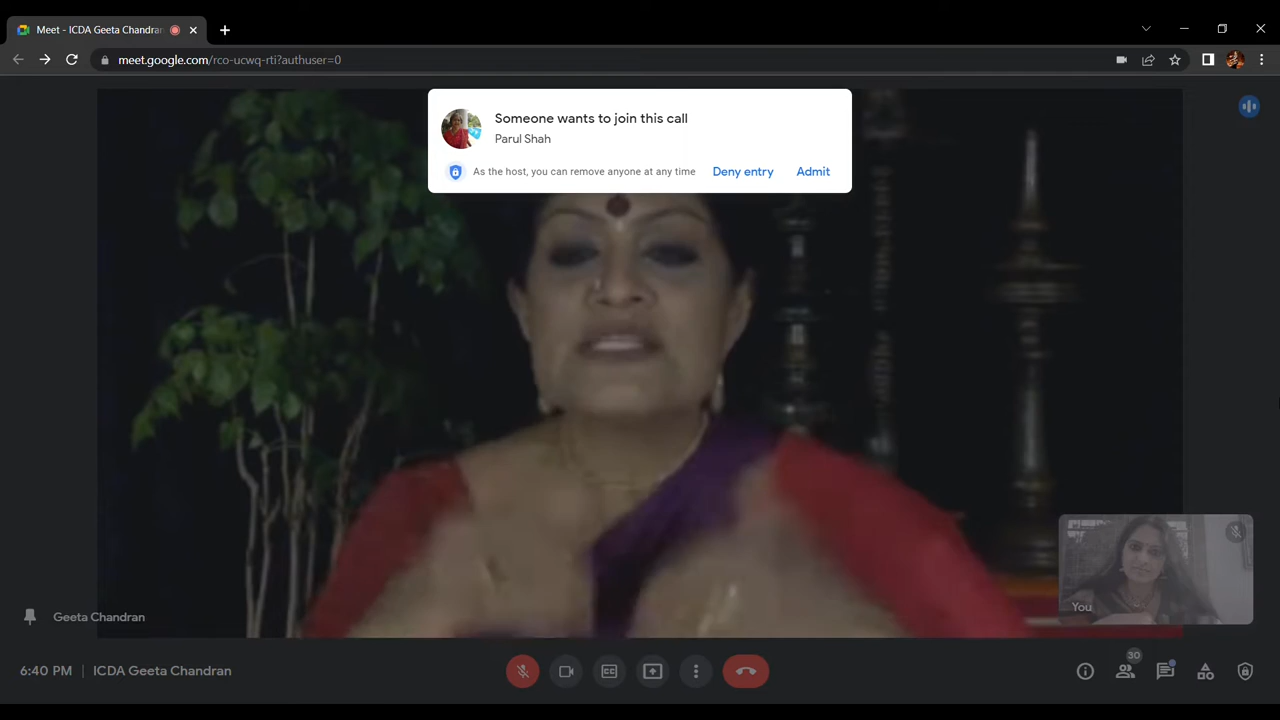 Meet - ICDA Geeta Chandran
meet.google.com/rco-ucwq-rti?authuser=0
Someone wants to join this call
Parul Shah
As the host, you can remove anyone at any time
Deny entry
Admit
You
Geeta Chandran
6:40 PM | ICDA Geeta Chandran
CC
30